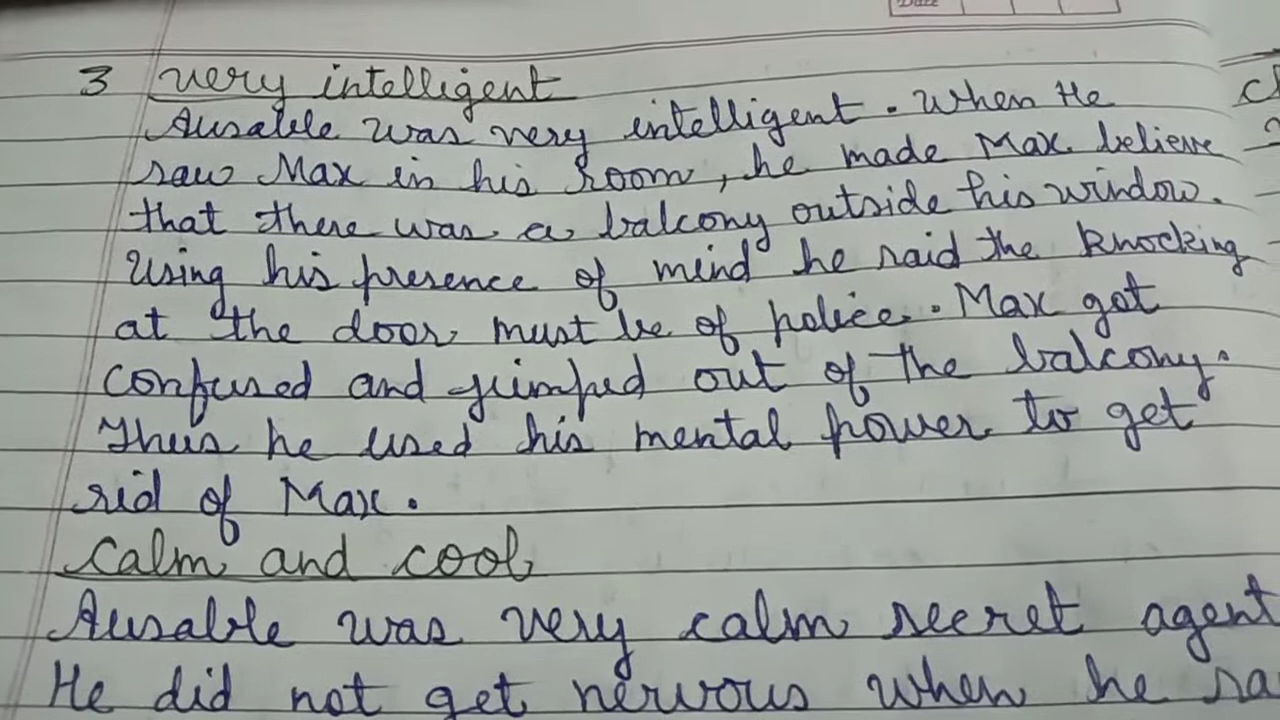 Date
3 very intelligent
Ausable was very intelligent. When He
saw Max in his room, he made Max believe
that there was a balcony outside his window.
Using his presence of mind he said the knocking
at the door must be of police. Max got
confused and jumped out of the balcony.
Thus he used his mental power to get
rid of Max.
calm and cool
Ausable was very calm secret agent
He did not get nervous when he sa